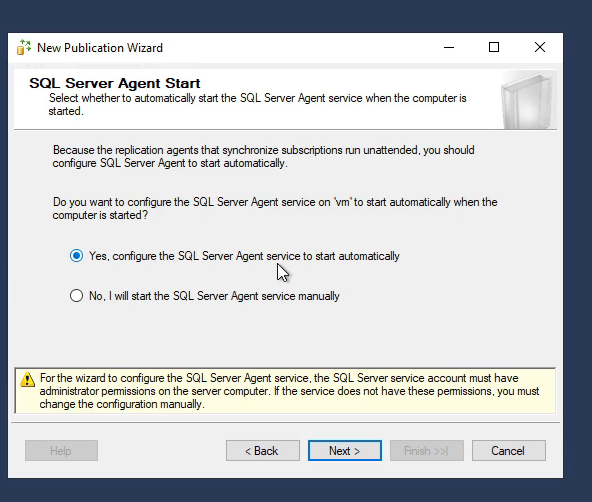 New Publication Wizard
SQL Server Agent Start
Select whether to automatically start the SQL Server Agent service when the computer is
started.
Because the replication agents that synchronize subscriptions run unattended, you should
configure SQL Server Agent to start automatically.
Do you want to configure the SQL Server Agent service on 'vm' to start automatically when the
computer is started?
Yes, configure the SQL Server Agent service to start automatically
No, I will start the SQL Server Agent service manually
For the wizard to configure the SQL Server Agent service, the SQL Server service account must have
administrator permissions on the server computer. If the service does not have these permissions, you must
change the configuration manually.
Help
< Back
Next >
Finish >>|
Cancel